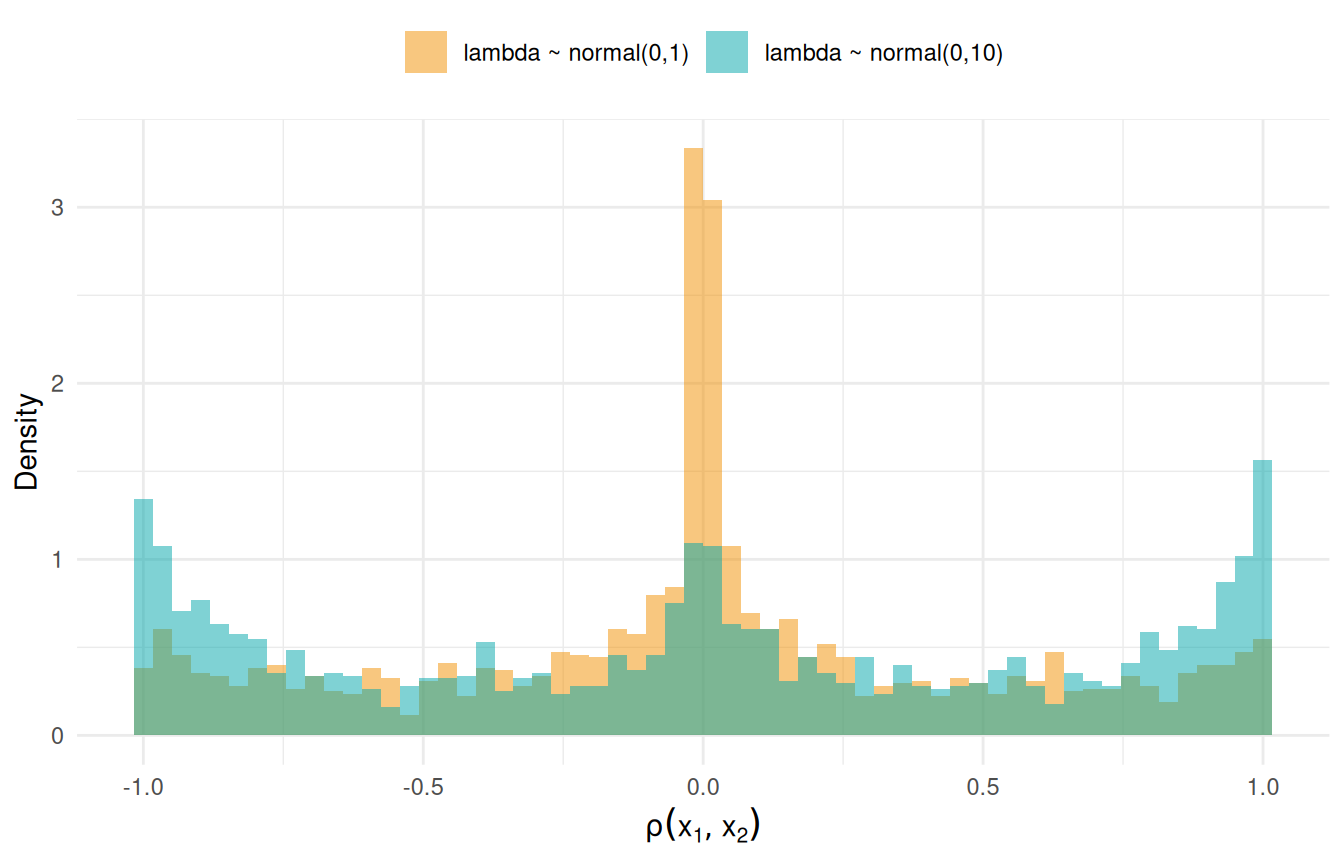 lambda ~ normal(0,1) lambda ~ normal(0,10)
3
2
1
0
Density
-1.0 -0.5 0.0 0.5 1.0
ρ(x₁, x₂)